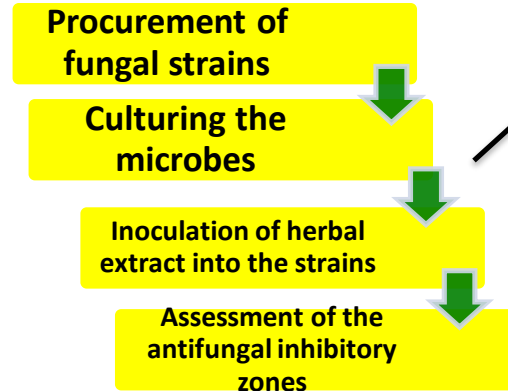 Procurement of
fungal strains
Culturing the
microbes
Inoculation of herbal
extract into the strains
Assessment of the
antifungal inhibitory
zones